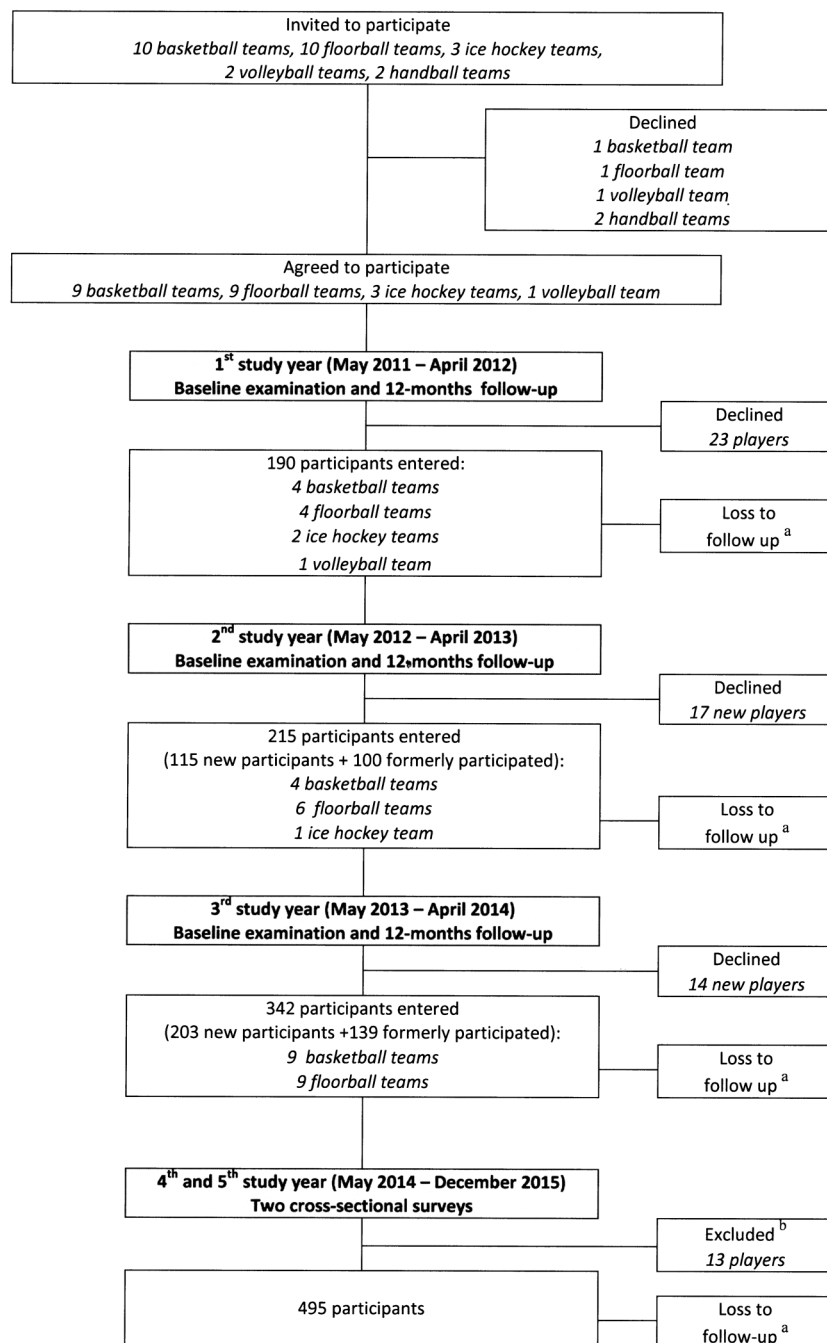 Invited to participate
10 basketball teams, 10 floorball teams, 3 ice hockey teams,
2 volleyball teams, 2 handball teams
Declined
1 basketball team
1 floorball team
1 volleyball team
2 handball teams
Agreed to participate
9 basketball teams, 9 floorball teams, 3 ice hockey teams, 1 volleyball team
1st study year (May 2011 – April 2012)
Baseline examination and 12-months follow-up
Declined
23 players
190 participants entered:
4 basketball teams
4 floorball teams
2 ice hockey teams
1 volleyball team
Loss to
follow up a
2nd study year (May 2012 – April 2013)
Baseline examination and 12-months follow-up
Declined
17 new players
215 participants entered
(115 new participants + 100 formerly participated):
4 basketball teams
6 floorball teams
1 ice hockey team
Loss to
follow up a
3rd study year (May 2013 – April 2014)
Baseline examination and 12-months follow-up
Declined
14 new players
342 participants entered
(203 new participants +139 formerly participated):
9 basketball teams
9 floorball teams
Loss to
follow up a
4th and 5th study year (May 2014 – December 2015)
Two cross-sectional surveys
Excluded b
13 players
495 participants
Loss to
follow-up a